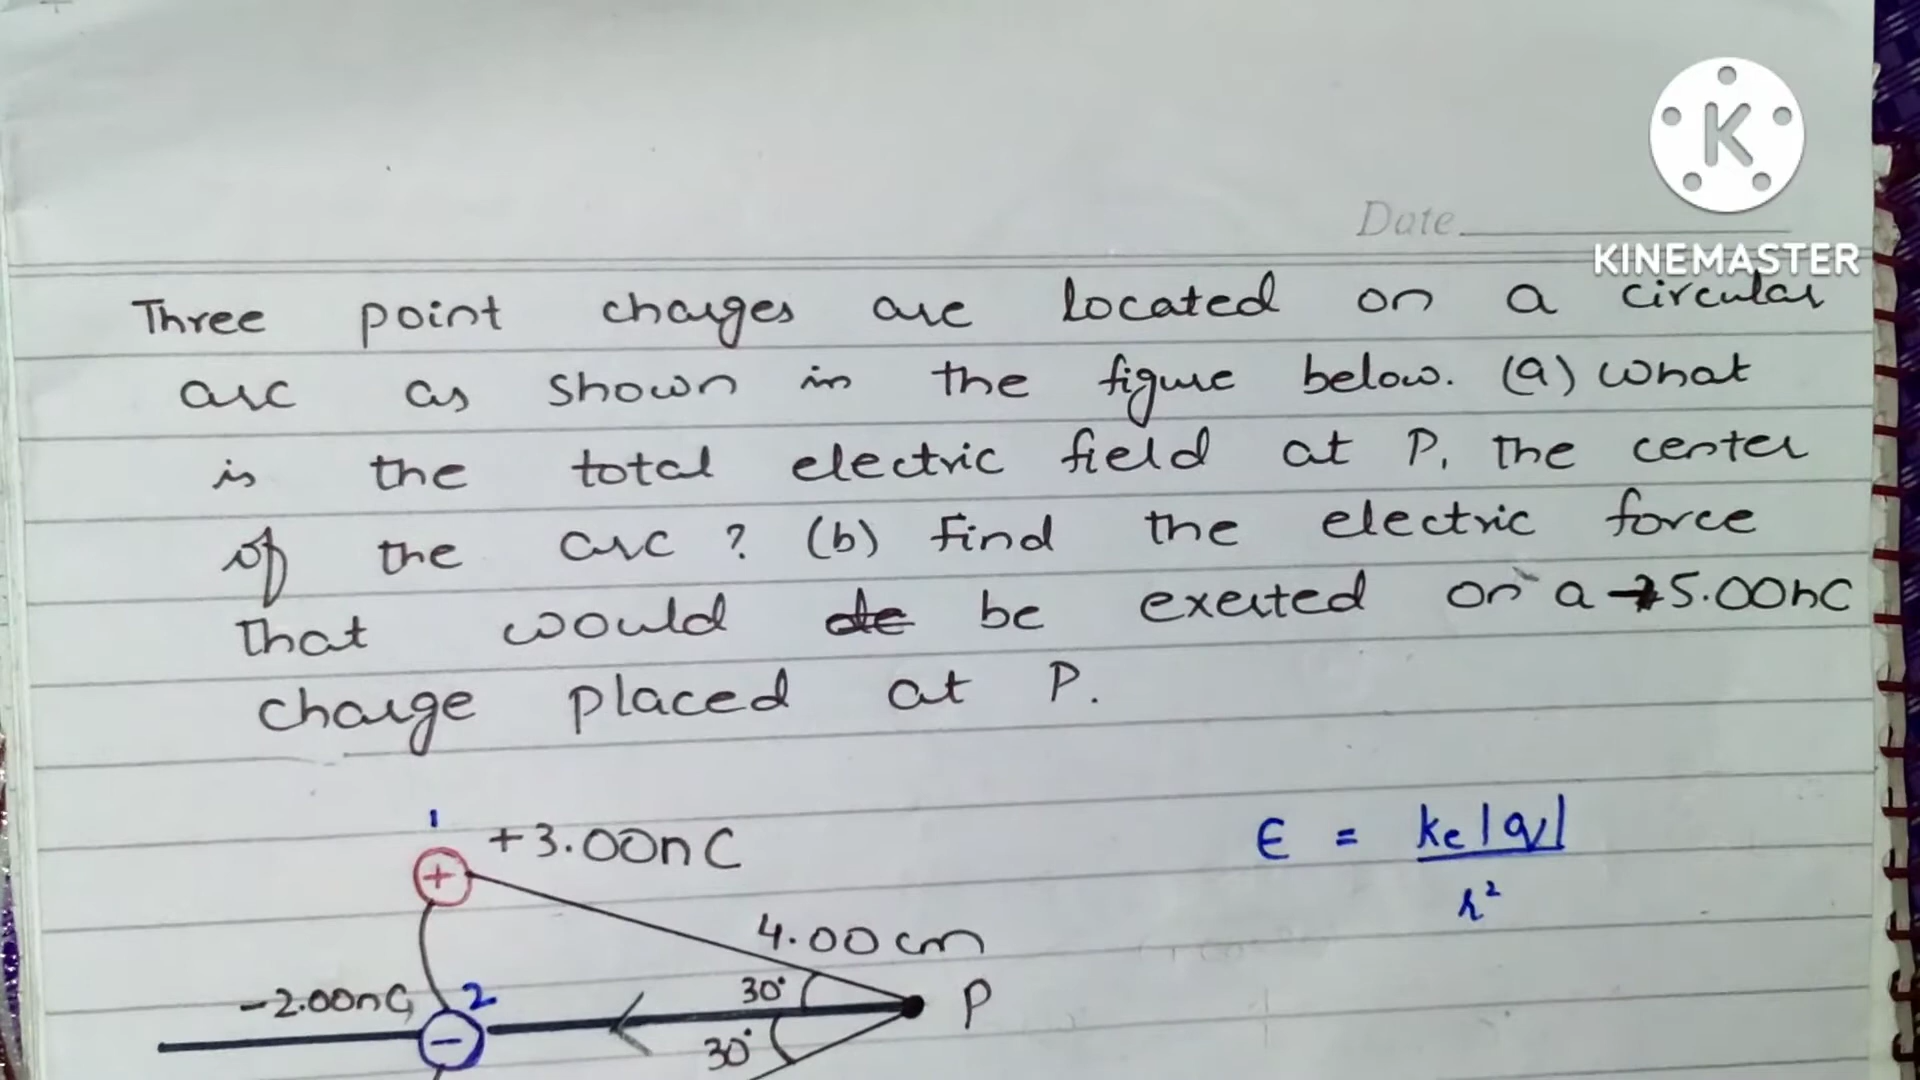 K
Date
KINEMASTER
Three point charges are located on a circular
arc as shown in the figure below. (a) What
is the total electric field at P, the center
of the arc ? (b) Find the electric force
that would be exerted on a -5.00nC
charge placed at P.
1
+3.00nC
E = ke|q|
r²
4.00cm
-2.00nC
2
30°
P
30°